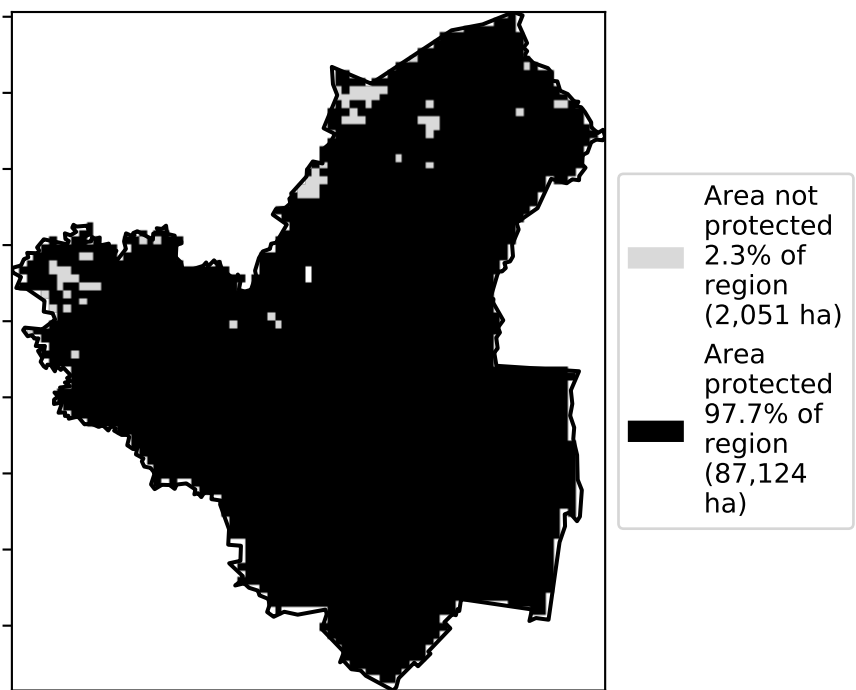 Area not
protected
2.3% of
region
(2,051 ha)
Area
protected
97.7% of
region
(87,124
ha)